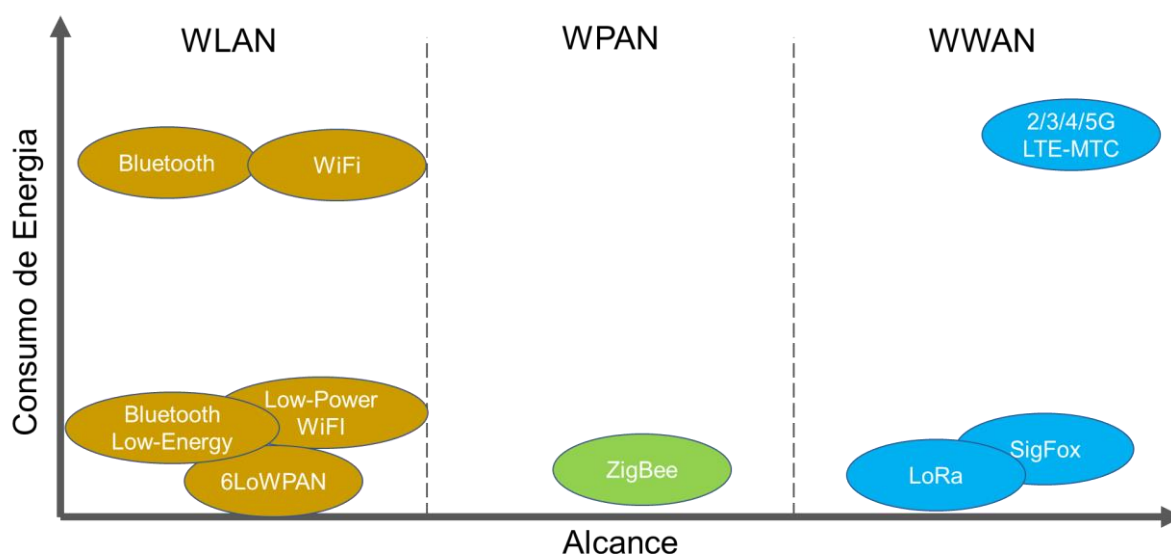 WLAN
WPAN
WWAN
Consumo de Energia
Bluetooth
WiFi
2/3/4/5G
LTE-MTC
Low-Power
WiFI
Bluetooth
Low-Energy
6LoWPAN
ZigBee
SigFox
LoRa
Alcance